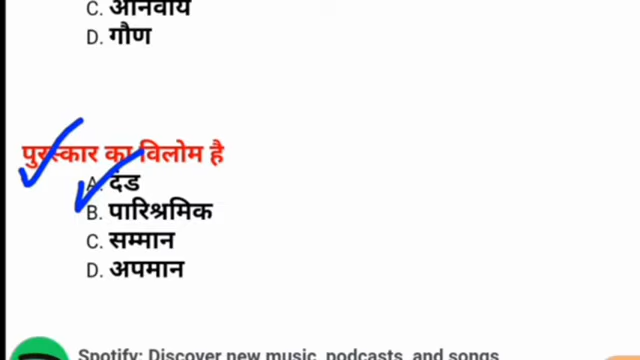 C. अनिवार्य
D. गौण
पुरस्कार का विलोम है
A. दंड
B. पारिश्रमिक
C. सम्मान
D. अपमान
Spotify: Discover new music, podcasts, and songs